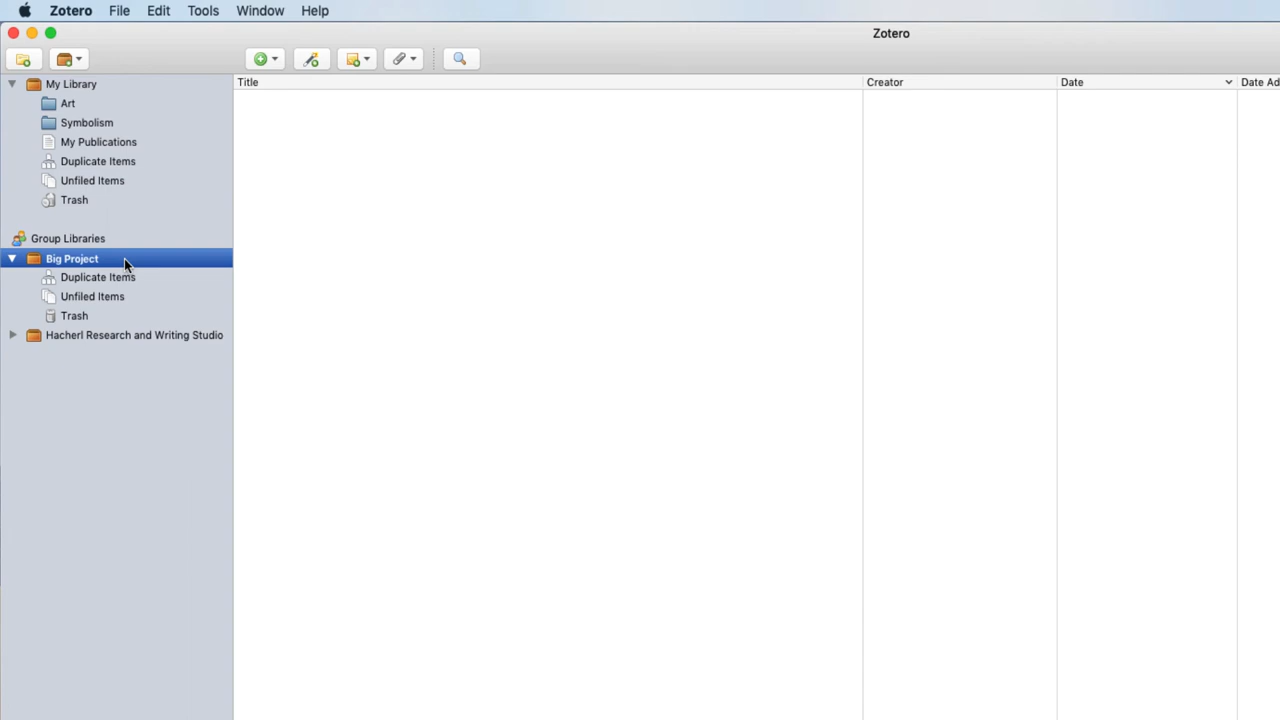 Zotero File Edit Tools Window Help
Zotero
Title Creator Date Date Ad
My Library
Art
Symbolism
My Publications
Duplicate Items
Unfiled Items
Trash
Group Libraries
Big Project
Duplicate Items
Unfiled Items
Trash
Hacherl Research and Writing Studio